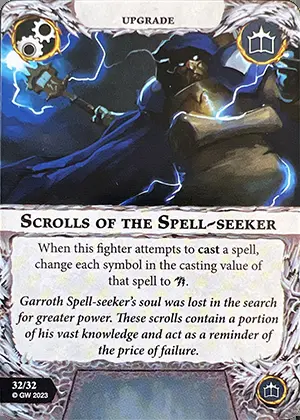 UPGRADE
SCROLLS OF THE SPELL-SEEKER
When this fighter attempts to cast a spell,
change each symbol in the casting value of
that spell to
Garroth Spell-seeker's soul was lost in the search
for greater power. These scrolls contain a portion
of his vast knowledge and act as a reminder of
the price of failure.
32/32
© GW 2023